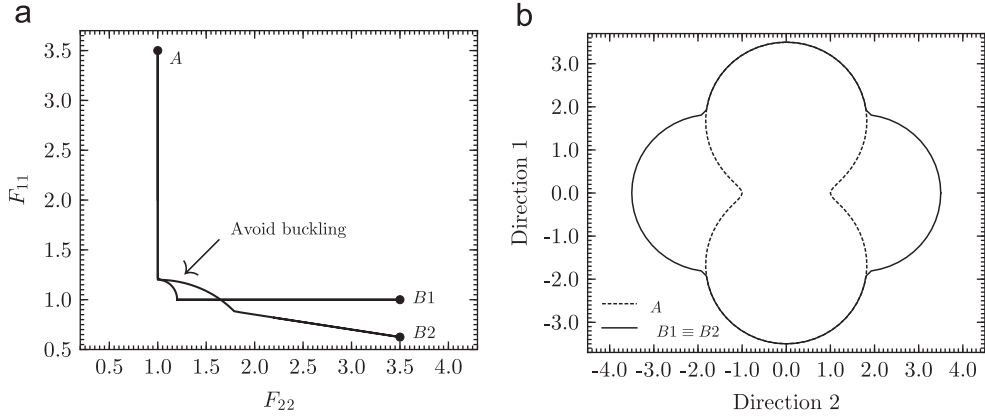 a
3.5
3.0
2.5
2.0
1.5
1.0
0.5
F11
0.5 1.0 1.5 2.0 2.5 3.0 3.5 4.0
F22
A
Avoid buckling
B1
B2
b
3.0
2.0
1.0
0.0
-1.0
-2.0
-3.0
Direction 1
-4.0 -3.0 -2.0 -1.0 0.0 1.0 2.0 3.0 4.0
Direction 2
A
B1 ≡ B2